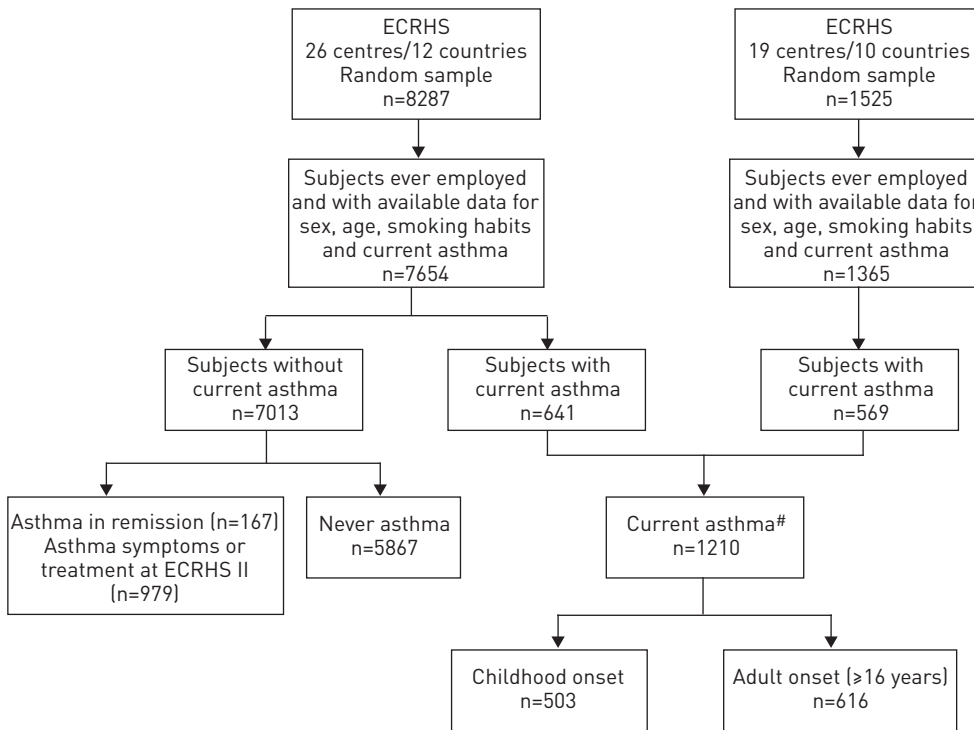 ECRHS
26 centres/12 countries
Random sample
n=8287
ECRHS
19 centres/10 countries
Random sample
n=1525
Subjects ever employed
and with available data for
sex, age, smoking habits
and current asthma
n=7654
Subjects ever employed
and with available data for
sex, age, smoking habits
and current asthma
n=1365
Subjects without
current asthma
n=7013
Subjects with
current asthma
n=641
Subjects with
current asthma
n=569
Asthma in remission (n=167)
Asthma symptoms or
treatment at ECRHS II
(n=979)
Never asthma
n=5867
Current asthma#
n=1210
Childhood onset
n=503
Adult onset (⩾16 years)
n=616